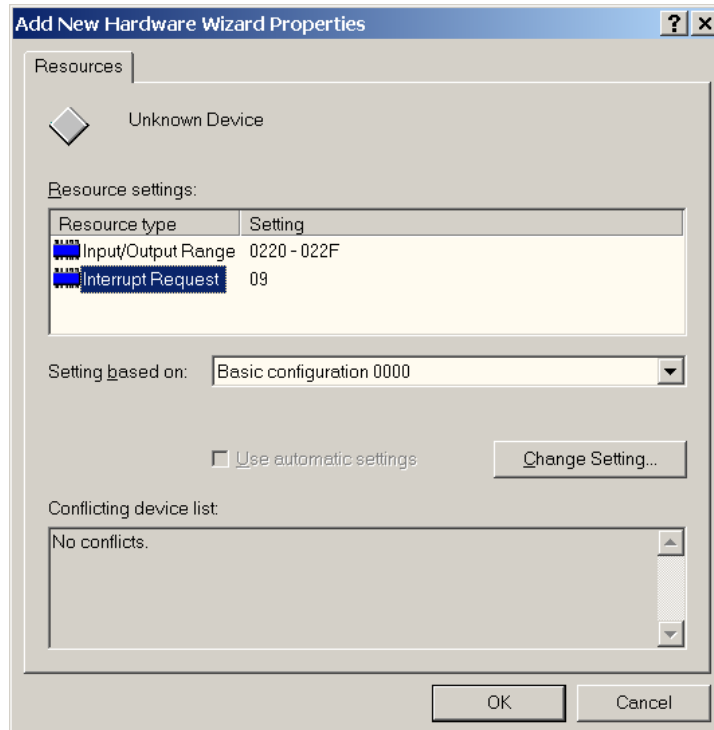 Add New Hardware Wizard Properties
Resources
Unknown Device
Resource settings:
Resource type Setting
Input/Output Range 0220 - 022F
Interrupt Request 09
Setting based on: Basic configuration 0000
Use automatic settings Change Setting...
Conflicting device list:
No conflicts.
OK Cancel